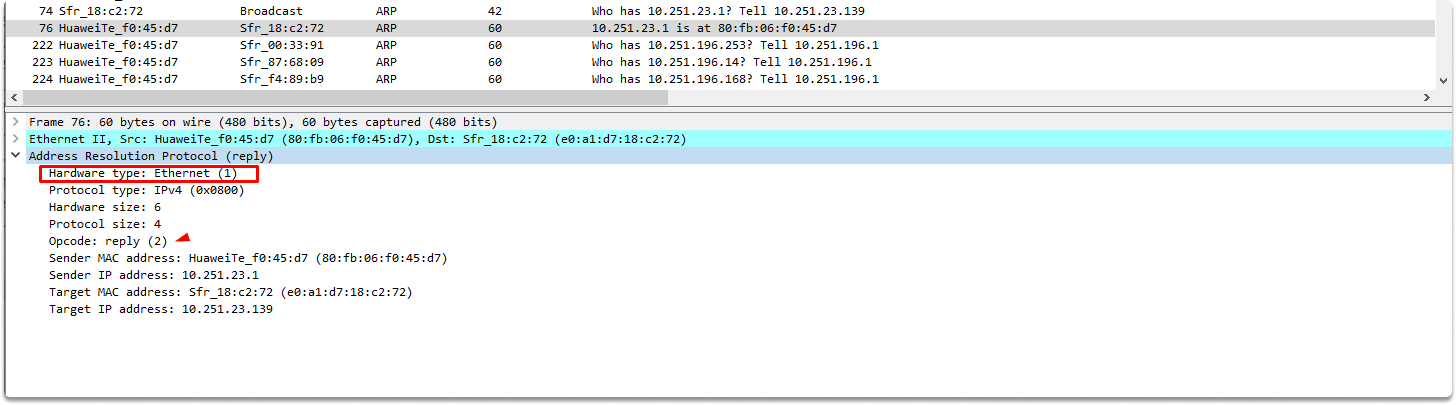 74 Sfr_18:c2:72 Broadcast ARP 42 Who has 10.251.23.1? Tell 10.251.23.139
76 HuaweiTe_f0:45:d7 Sfr_18:c2:72 ARP 60 10.251.23.1 is at 80:fb:06:f0:45:d7
222 HuaweiTe_f0:45:d7 Sfr_00:33:91 ARP 60 Who has 10.251.196.253? Tell 10.251.196.1
223 HuaweiTe_f0:45:d7 Sfr_87:68:09 ARP 60 Who has 10.251.196.14? Tell 10.251.196.1
224 HuaweiTe_f0:45:d7 Sfr_f4:89:b9 ARP 60 Who has 10.251.196.168? Tell 10.251.196.1
Frame 76: 60 bytes on wire (480 bits), 60 bytes captured (480 bits)
Ethernet II, Src: HuaweiTe_f0:45:d7 (80:fb:06:f0:45:d7), Dst: Sfr_18:c2:72 (e0:a1:d7:18:c2:72)
Address Resolution Protocol (reply)
Hardware type: Ethernet (1)
Protocol type: IPv4 (0x0800)
Hardware size: 6
Protocol size: 4
Opcode: reply (2)
Sender MAC address: HuaweiTe_f0:45:d7 (80:fb:06:f0:45:d7)
Sender IP address: 10.251.23.1
Target MAC address: Sfr_18:c2:72 (e0:a1:d7:18:c2:72)
Target IP address: 10.251.23.139